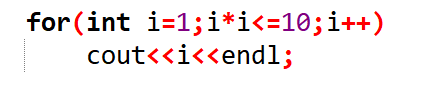 for(int i=1;i*i<=10;i++)
    cout<<i<<endl;